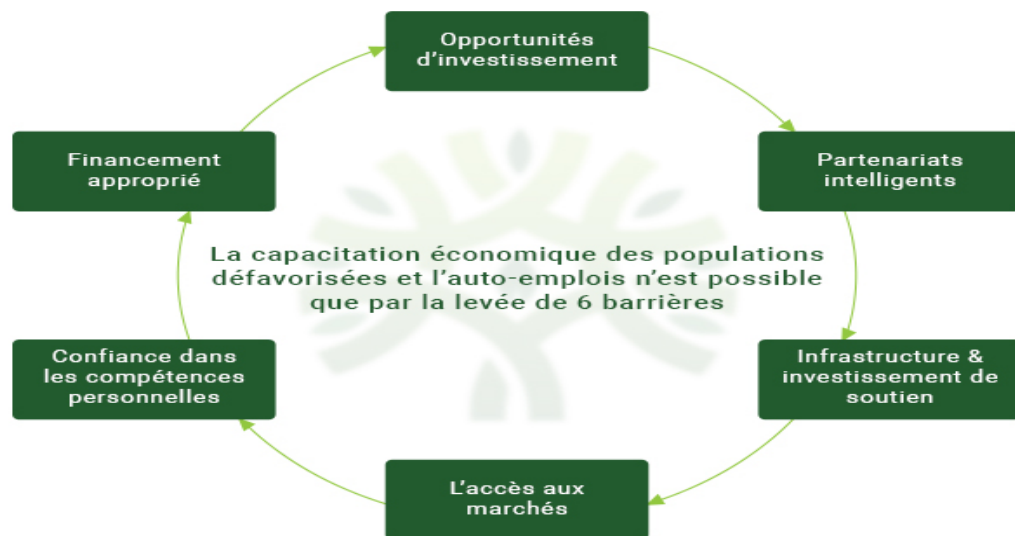 Opportunités
d'investissement
Partenariats
intelligents
Infrastructure &
investissement de
soutien
L'accès aux
marchés
Confiance dans
les compétences
personnelles
Financement
approprié
La capacitation économique des populations
défavorisées et l'auto-emplois n'est possible
que par la levée de 6 barrières